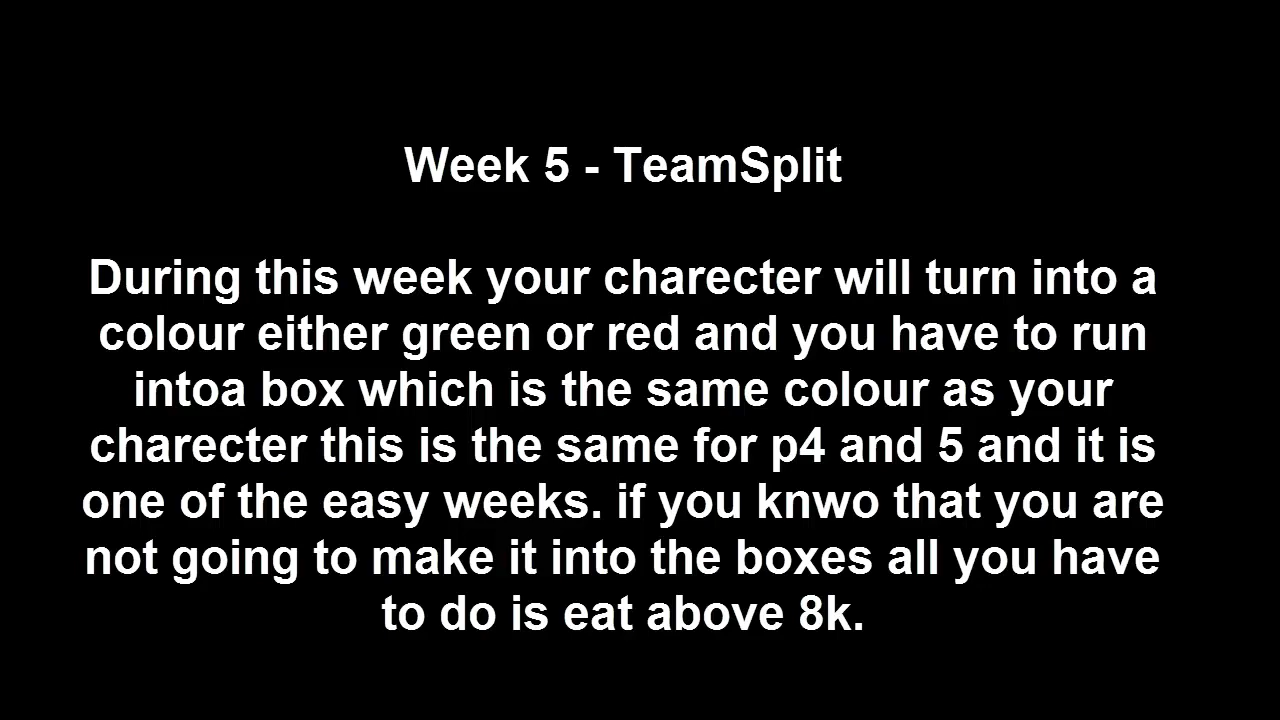 Week 5 - TeamSplit
During this week your charecter will turn into a
colour either green or red and you have to run
intoa box which is the same colour as your
charecter this is the same for p4 and 5 and it is
one of the easy weeks. if you knwo that you are
not going to make it into the boxes all you have
to do is eat above 8k.